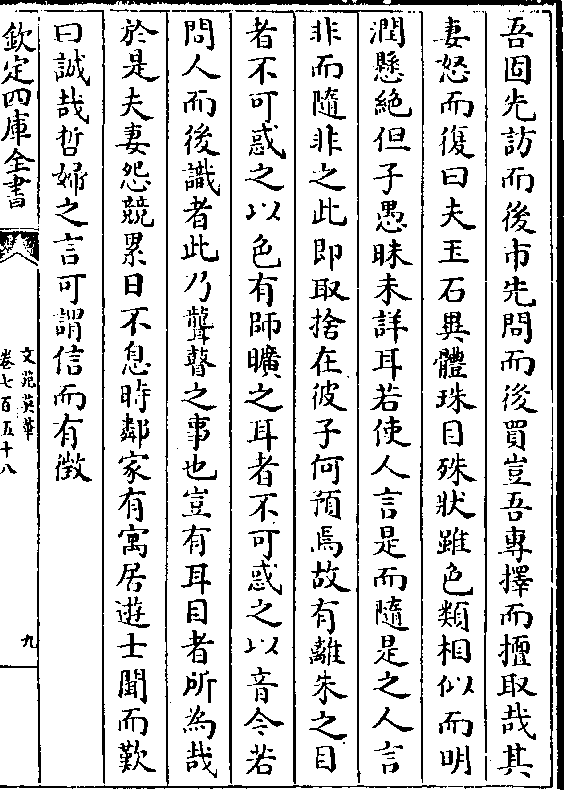 吾固先訪而後市先問而後買豈吾專擇而擅取哉其
妻怒而復曰夫玉石異體珠目殊狀雖色類相似而明
潤懸絶但子愚昧未詳耳若使人言是而隨是之人言
非而隨非之此即取捨在彼子何預焉故有離朱之目
者不可惑之以色有師曠之耳者不可惑之以音今若
問人而後識者此乃聾瞽之事也豈有耳目者所為哉
於是夫妻怨競累日不息時鄰家有寓居遊士聞而歎
曰誠哉哲婦之言可謂信而有徴
欽定四庫全書
文苑英華
卷七百五十八
九